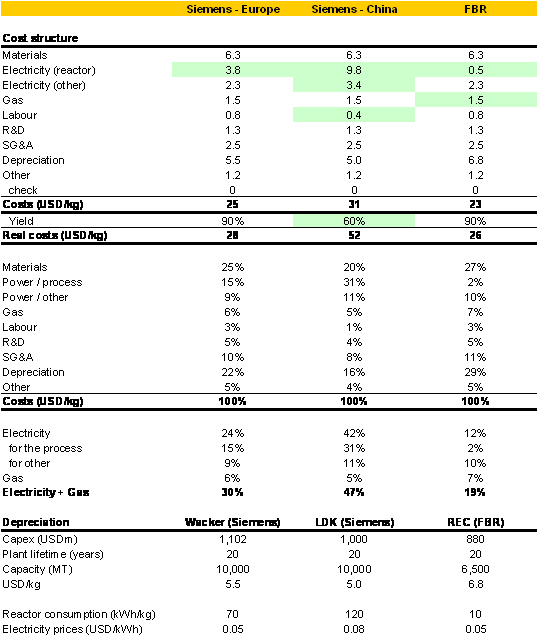 Siemens - Europe Siemens - China FBR
Cost structure
Materials 6.3 6.3 6.3
Electricity (reactor) 3.8 9.8 0.5
Electricity (other) 2.3 3.4 2.3
Gas 1.5 1.5 1.5
Labour 0.8 0.4 0.8
R&D 1.3 1.3 1.3
SG&A 2.5 2.5 2.5
Depreciation 5.5 5.0 6.8
Other 1.2 1.2 1.2
check 0 0 0
Costs (USD/kg) 25 31 23
Yield 90% 60% 90%
Real costs (USD/kg) 28 52 26
Materials 25% 20% 27%
Power / process 15% 31% 2%
Power / other 9% 11% 10%
Gas 6% 5% 7%
Labour 3% 1% 3%
R&D 5% 4% 5%
SG&A 10% 8% 11%
Depreciation 22% 16% 29%
Other 5% 4% 5%
Costs (USD/kg) 100% 100% 100%
Electricity 24% 42% 12%
for the process 15% 31% 2%
for other 9% 11% 10%
Gas 6% 5% 7%
Electricity + Gas 30% 47% 19%
Depreciation Wacker (Siemens) LDK (Siemens) REC (FBR)
Capex (USDm) 1,102 1,000 880
Plant lifetime (years) 20 20 20
Capacity (MT) 10,000 10,000 6,500
USD/kg 5.5 5.0 6.8
Reactor consumption (kWh/kg) 70 120 10
Electricity prices (USD/kWh) 0.05 0.08 0.05